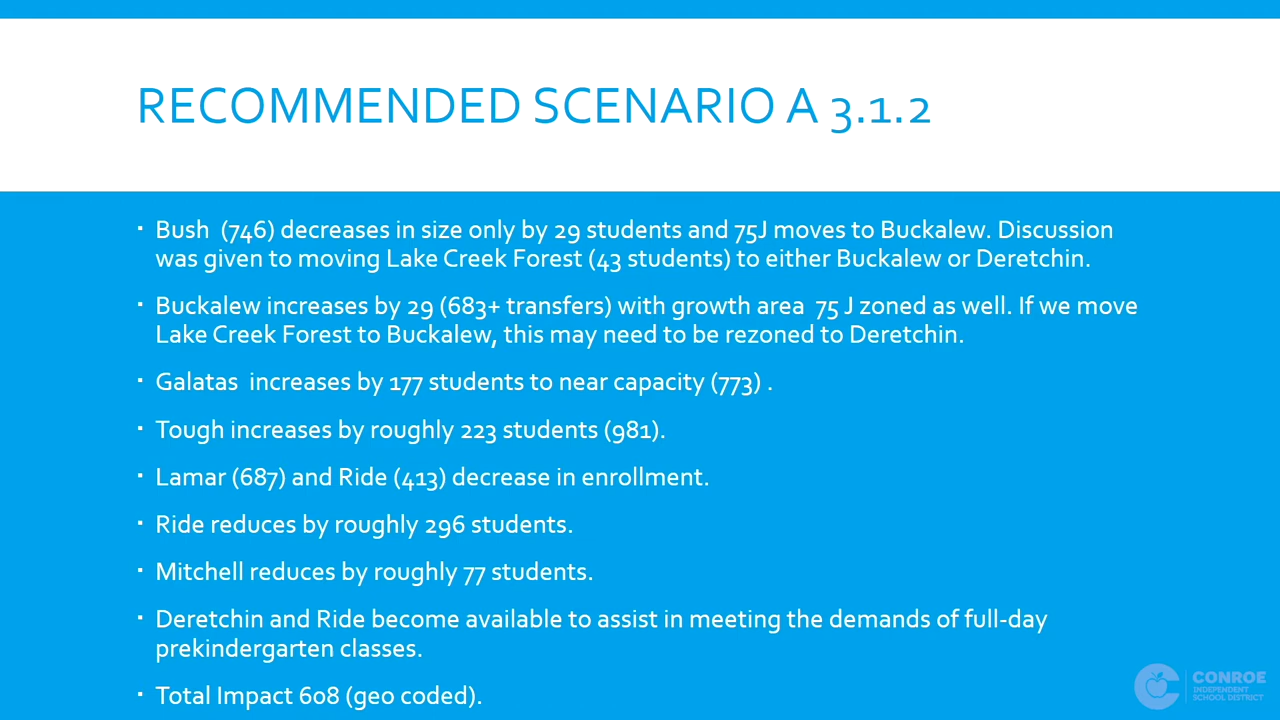 RECOMMENDED SCENARIO A 3.1.2
▪ Bush  (746) decreases in size only by 29 students and 75J moves to Buckalew. Discussion
was given to moving Lake Creek Forest (43 students) to either Buckalew or Deretchin.
▪ Buckalew increases by 29 (683+ transfers) with growth area  75 J zoned as well. If we move
Lake Creek Forest to Buckalew, this may need to be rezoned to Deretchin.
▪ Galatas  increases by 177 students to near capacity (773) .
▪ Tough increases by roughly 223 students (981).
▪ Lamar (687) and Ride (413) decrease in enrollment.
▪ Ride reduces by roughly 296 students.
▪ Mitchell reduces by roughly 77 students.
▪ Deretchin and Ride become available to assist in meeting the demands of full-day
prekindergarten classes.
▪ Total Impact 608 (geo coded).
CONROE
INDEPENDENT
SCHOOL DISTRICT